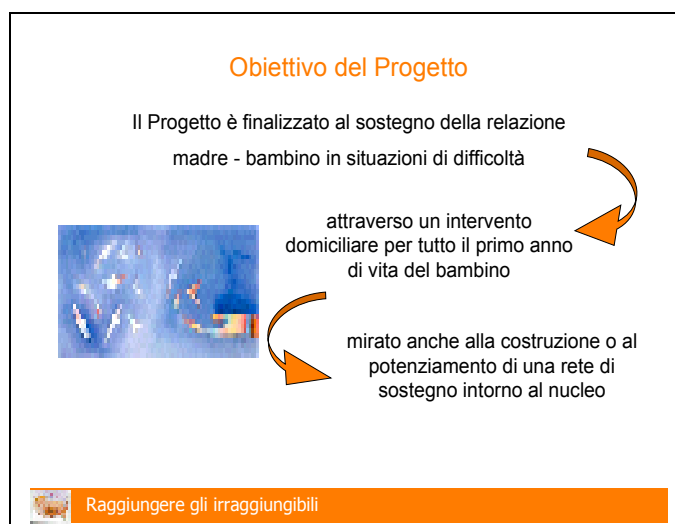 Obiettivo del Progetto
Il Progetto è finalizzato al sostegno della relazione
madre - bambino in situazioni di difficoltà
attraverso un intervento
domiciliare per tutto il primo anno
di vita del bambino
mirato anche alla costruzione o al
potenziamento di una rete di
sostegno intorno al nucleo
Raggiungere gli irraggiungibili